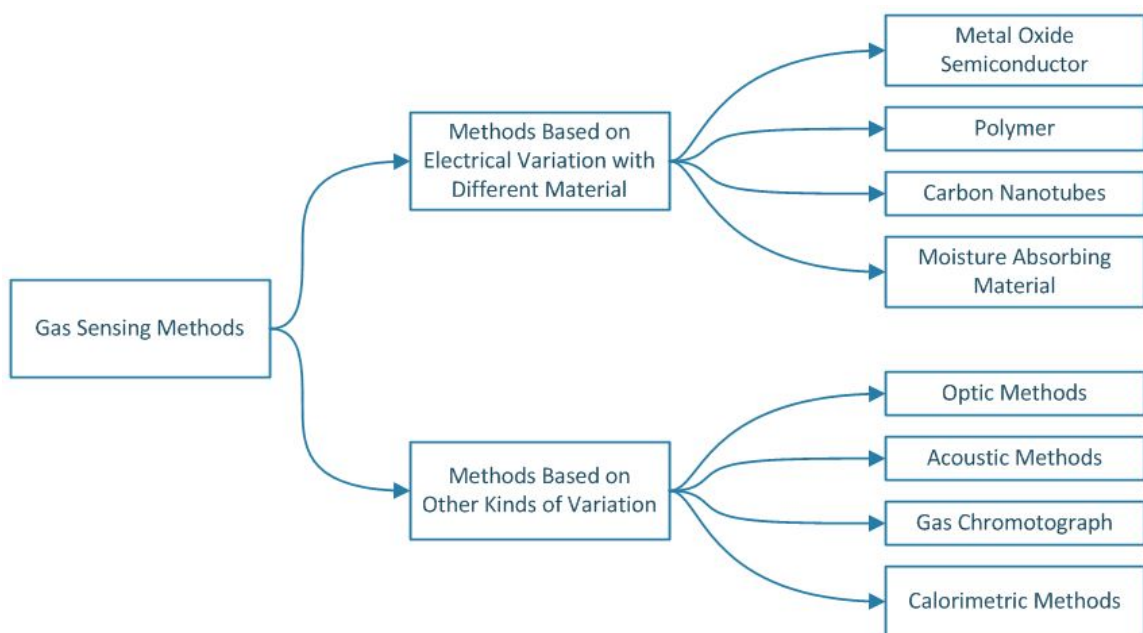 Gas Sensing Methods
Methods Based on
Electrical Variation with
Different Material
Metal Oxide
Semiconductor
Polymer
Carbon Nanotubes
Moisture Absorbing
Material
Methods Based on
Other Kinds of Variation
Optic Methods
Acoustic Methods
Gas Chromotograph
Calorimetric Methods